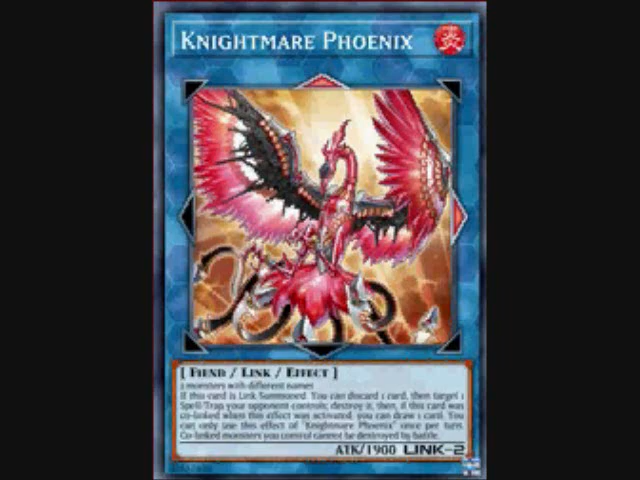 KNIGHTMARE PHOENIX
炎
[ FIEND / LINK / EFFECT ]
2 monsters with different names
If this card is Link Summoned: You can discard 1 card, then target 1
Spell/Trap your opponent controls; destroy it, then, if this card was
co-linked when this effect was activated, you can draw 1 card. You
can only use this effect of "Knightmare Phoenix" once per turn.
Co-linked monsters you control cannot be destroyed by battle.
ATK/1900 LINK-2